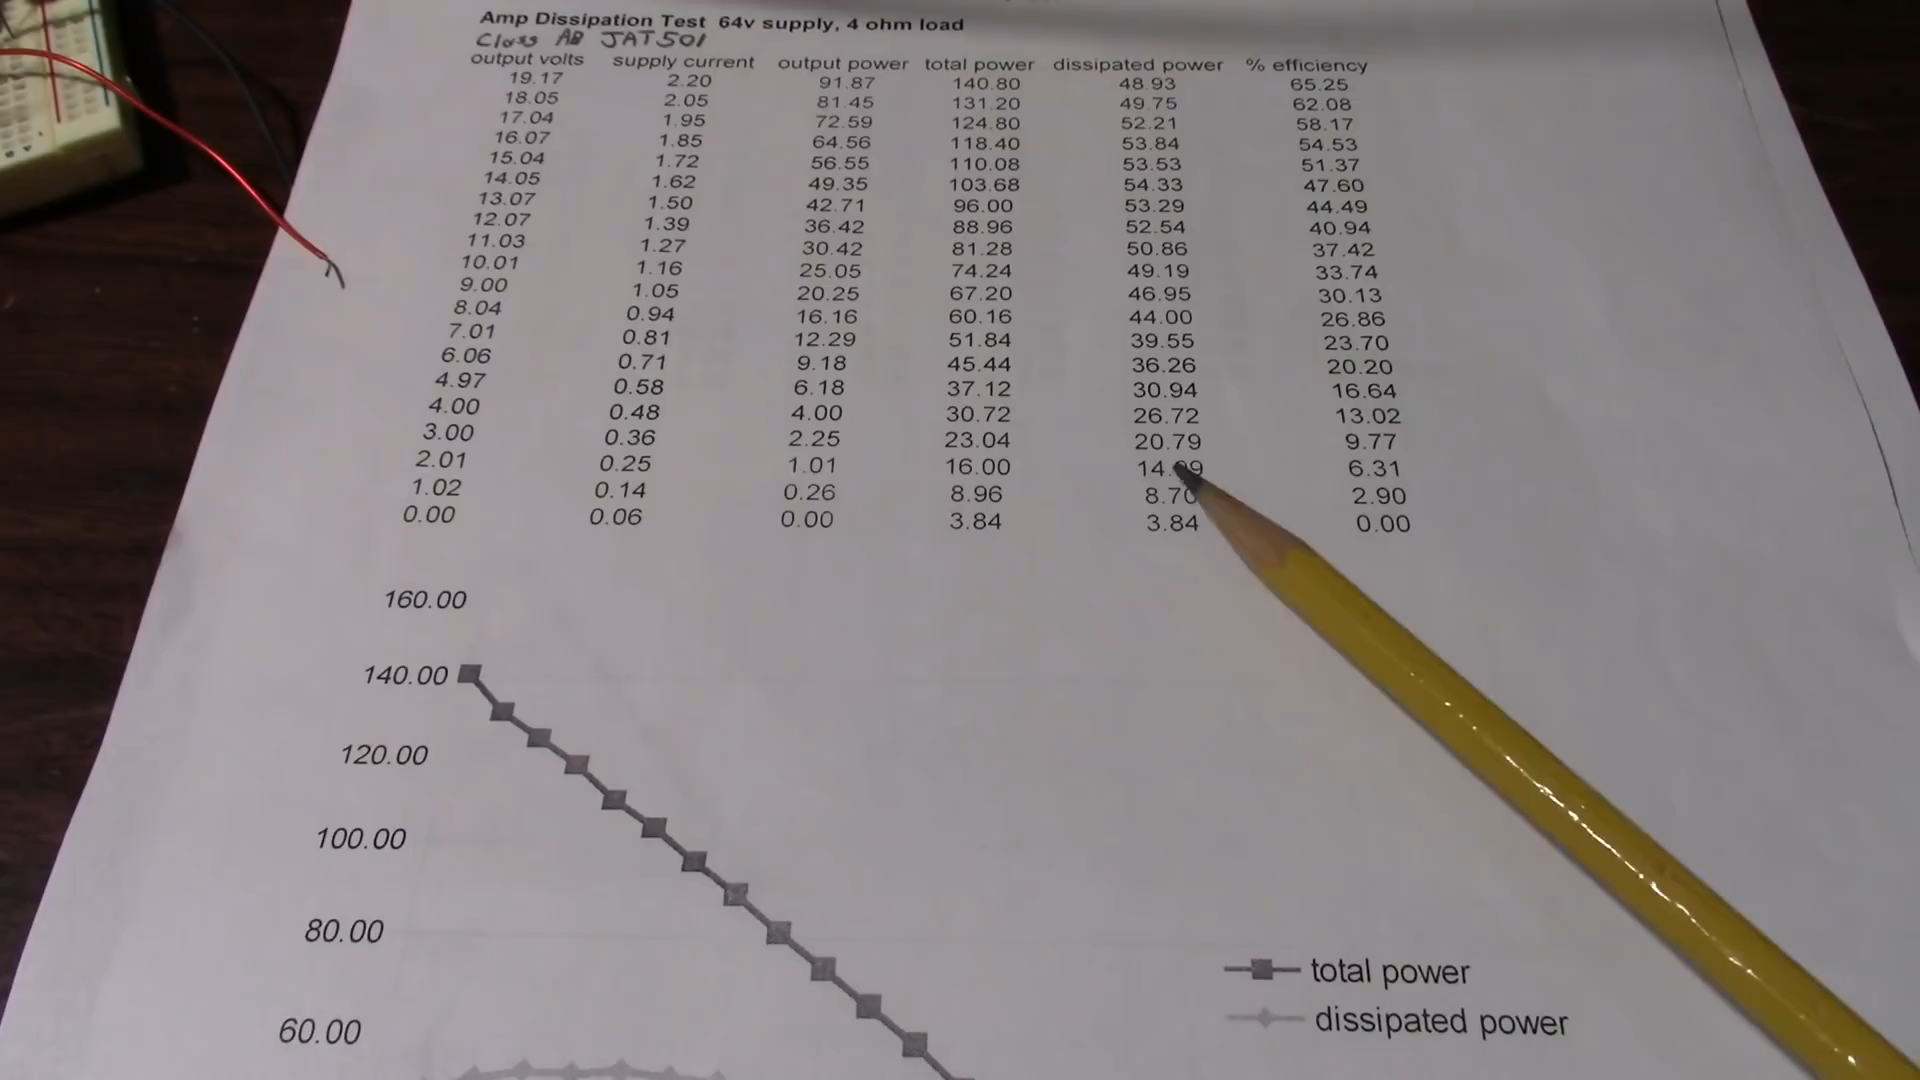 Amp Dissipation Test 64v supply, 4 ohm load
Class AB JAT501
output volts supply current output power total power dissipated power % efficiency
19.17 2.20 91.87 140.80 48.93 65.25
18.05 2.05 81.45 131.20 49.75 62.08
17.04 1.95 72.59 124.80 52.21 58.17
16.07 1.85 64.56 118.40 53.84 54.53
15.04 1.72 56.55 110.08 53.53 51.37
14.05 1.62 49.35 103.68 54.33 47.60
13.07 1.50 42.71 96.00 53.29 44.49
12.07 1.39 36.42 88.96 52.54 40.94
11.03 1.27 30.42 81.28 50.86 37.42
10.01 1.16 25.05 74.24 49.19 33.74
9.00 1.05 20.25 67.20 46.95 30.13
8.04 0.94 16.16 60.16 44.00 26.86
7.01 0.81 12.29 51.84 39.55 23.70
6.06 0.71 9.18 45.44 36.26 20.20
4.97 0.58 6.18 37.12 30.94 16.64
4.00 0.48 4.00 30.72 26.72 13.02
3.00 0.36 2.25 23.04 20.79 9.77
2.01 0.25 1.01 16.00 14.99 6.31
1.02 0.14 0.26 8.96 8.70 2.90
0.00 0.06 0.00 3.84 3.84 0.00
160.00
140.00
120.00
100.00
80.00
60.00
total power
dissipated power